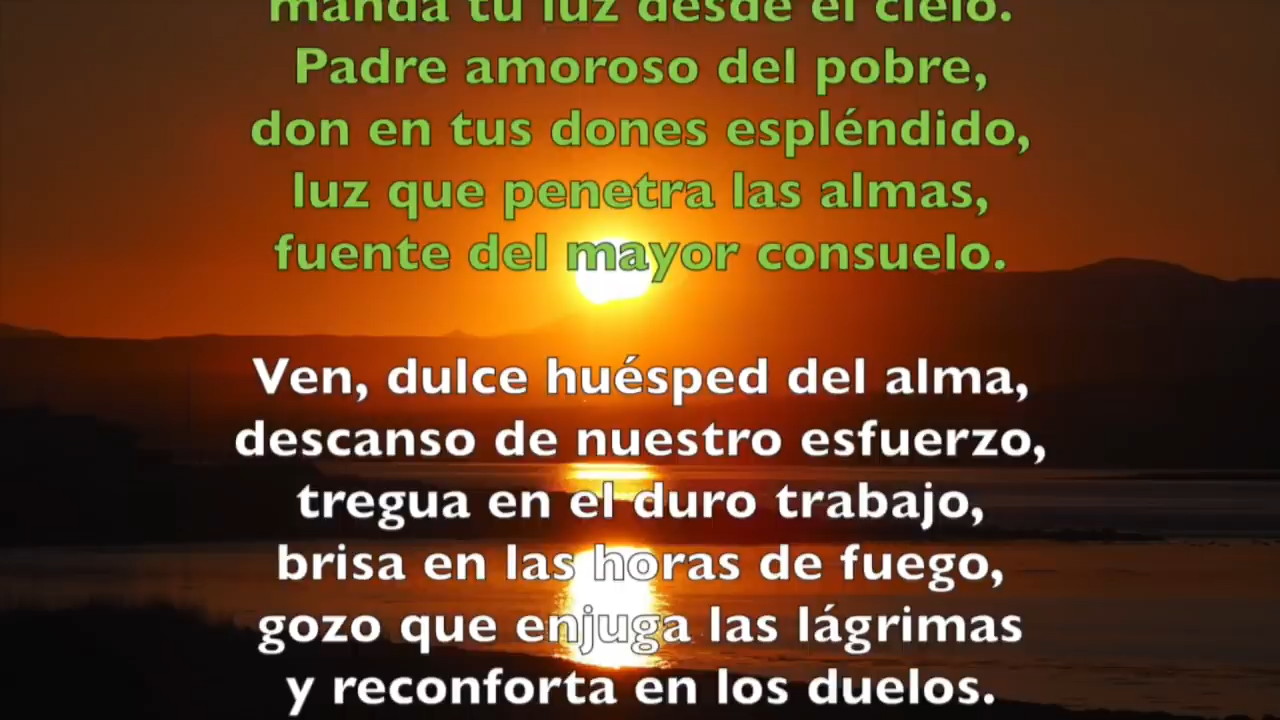 manda tu luz desde el cielo.
Padre amoroso del pobre,
don en tus dones espléndido,
luz que penetra las almas,
fuente del mayor consuelo.
Ven, dulce huésped del alma,
descanso de nuestro esfuerzo,
tregua en el duro trabajo,
brisa en las horas de fuego,
gozo que enjuga las lágrimas
y reconforta en los duelos.